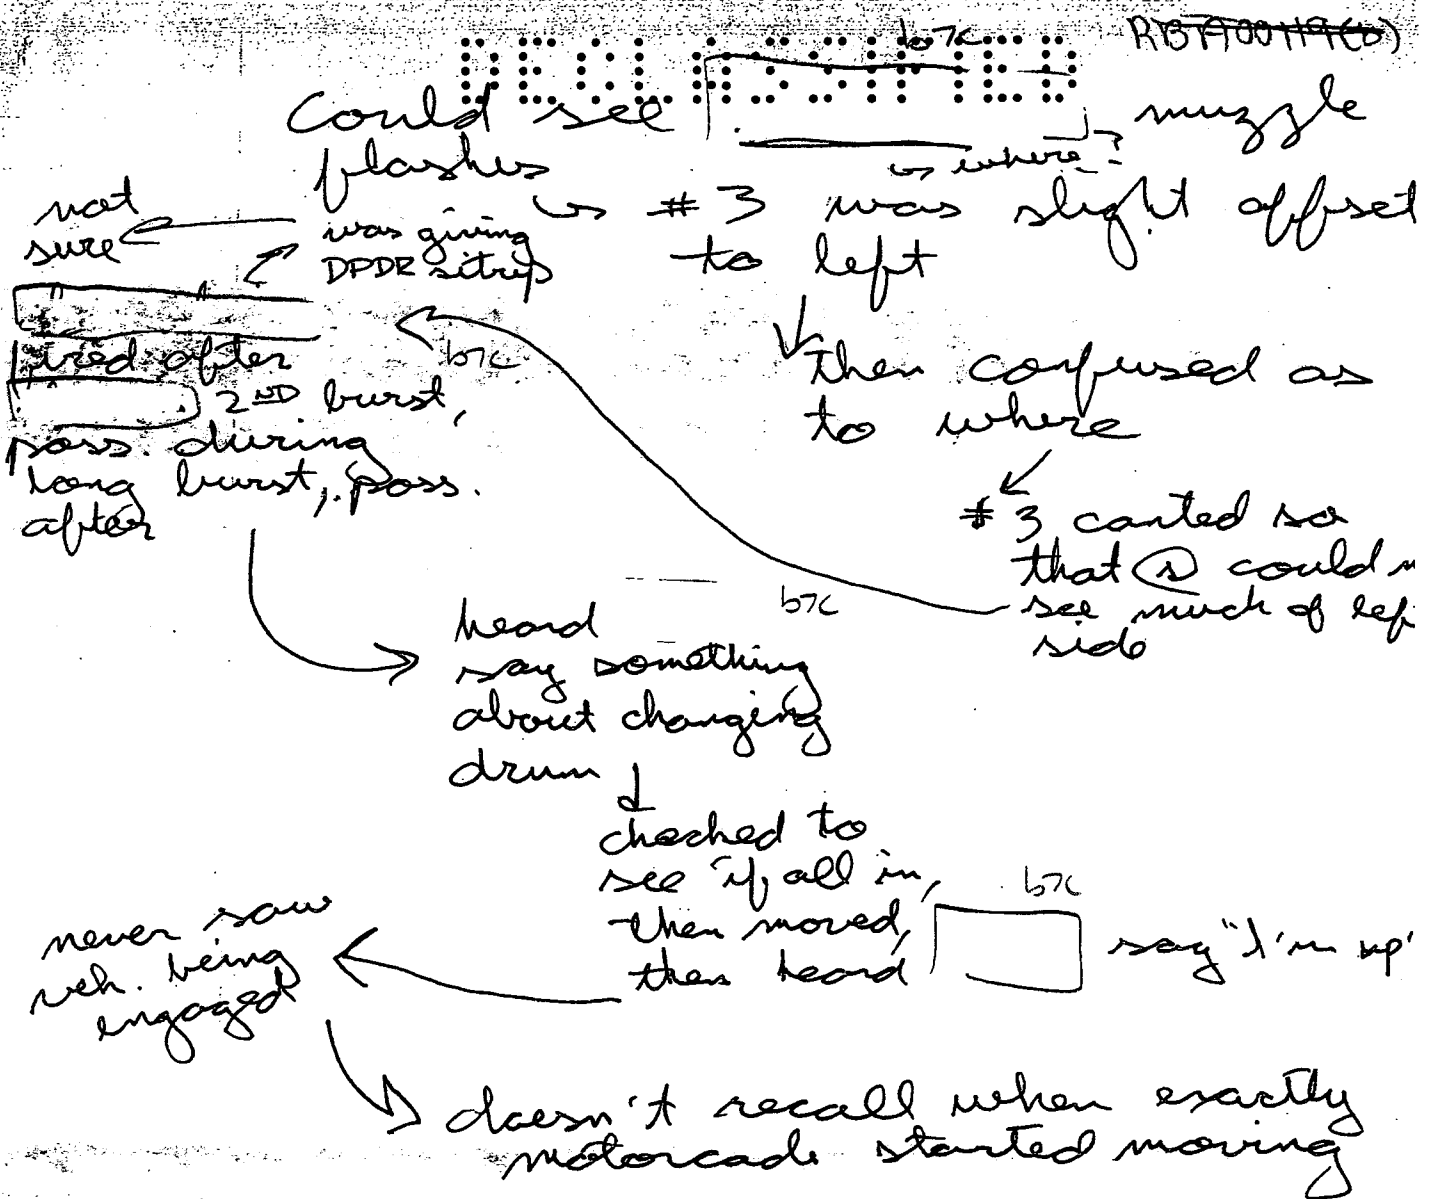 b7c
DECLASSIFIED
Could see muzzle
flashes
↳ where?
↳ # 3 was slight offset
to left
not
sure
was giving
DPDR sitrep
fired after
b7c
2ND burst,
poss. during
long burst, poss.
after
then confused as
to where
# 3 canted so
that (s) could
see much of
side
b7c
heard
say something
about changing
drum
checked to
see if all in,
then moved,
then heard
b7c
say "I'm up"
never saw
veh. being
engaged
doesn't recall when exactly
motorcade started moving